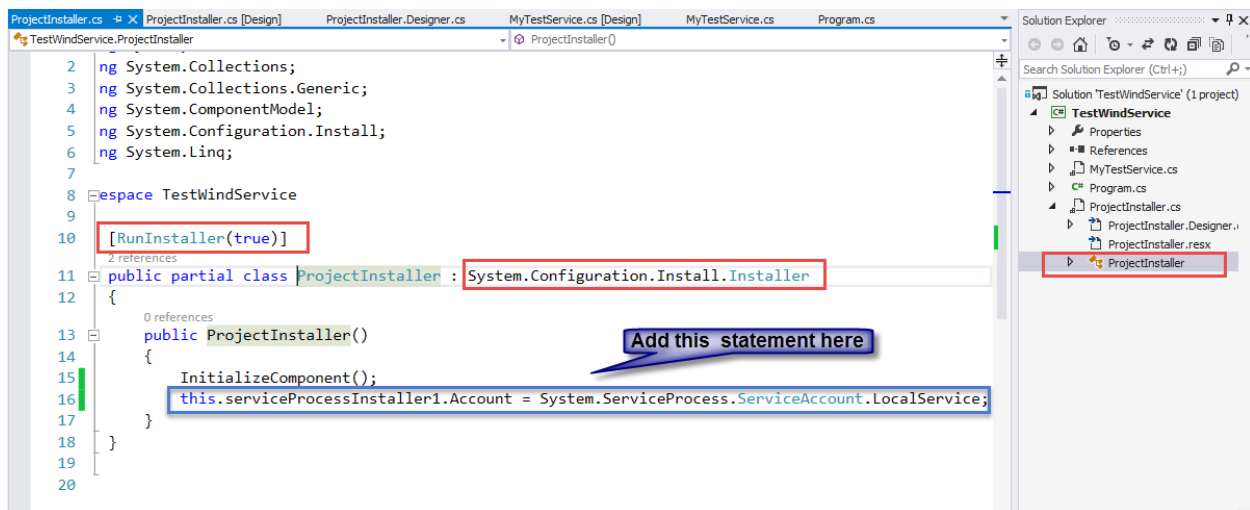 ProjectInstaller.cs ProjectInstaller.cs [Design] ProjectInstaller.Designer.cs MyTestService.cs [Design] MyTestService.cs Program.cs
TestWindService.ProjectInstaller ProjectInstaller()
2 ng System.Collections;
3 ng System.Collections.Generic;
4 ng System.ComponentModel;
5 ng System.Configuration.Install;
6 ng System.Linq;
7
8 espace TestWindService
9
10 [RunInstaller(true)]
2 references
11 public partial class ProjectInstaller : System.Configuration.Install.Installer
12 {
0 references
13 public ProjectInstaller()
Add this statement here
14 {
15 InitializeComponent();
16 this.serviceProcessInstaller1.Account = System.ServiceProcess.ServiceAccount.LocalService;
17 }
18 }
19
20
Solution Explorer
Search Solution Explorer (Ctrl+;)
Solution 'TestWindService' (1 project)
C# TestWindService
Properties
References
MyTestService.cs
C# Program.cs
ProjectInstaller.cs
ProjectInstaller.Designer.
ProjectInstaller.resx
ProjectInstaller